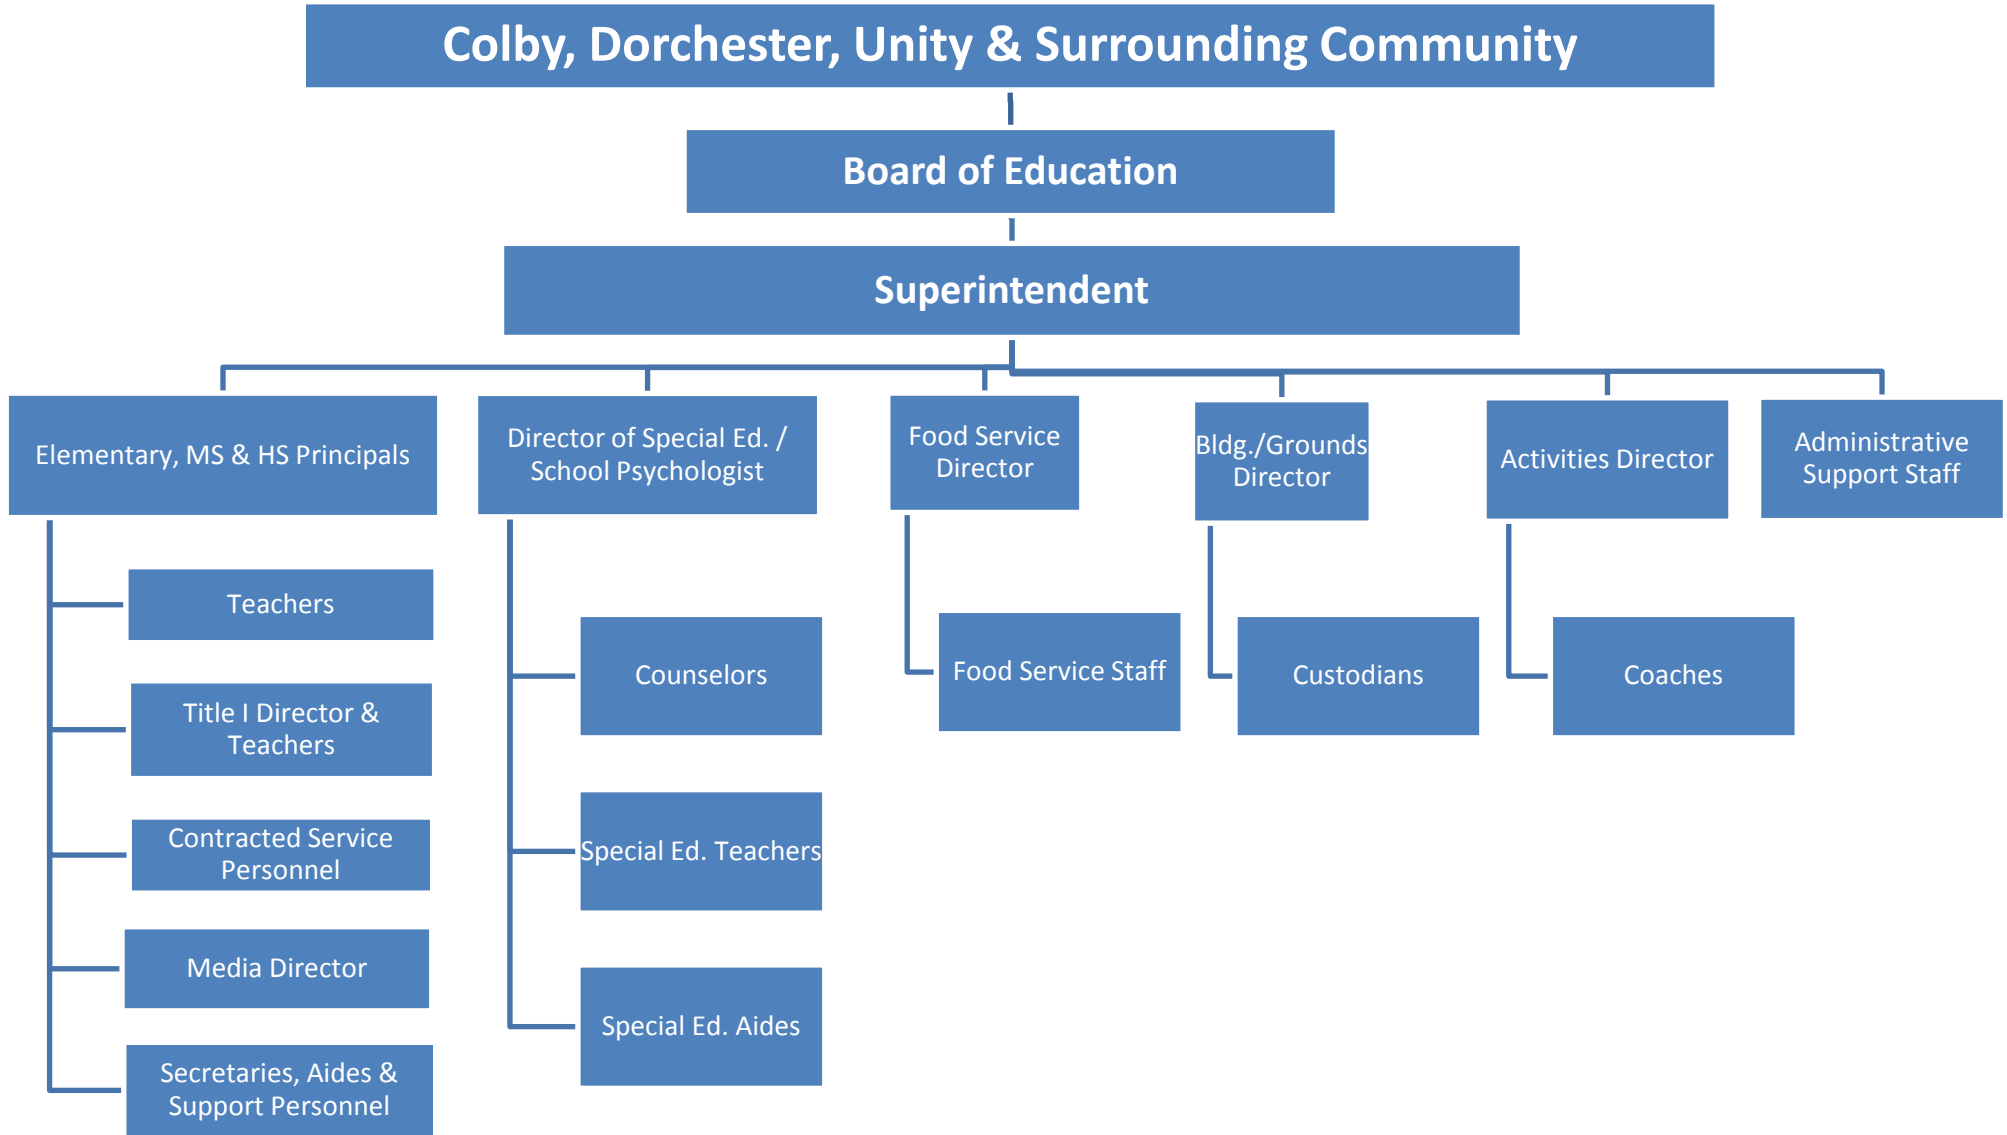 Colby, Dorchester, Unity & Surrounding Community
Board of Education
Superintendent
Elementary, MS & HS Principals
Director of Special Ed. /
School Psychologist
Food Service
Director
Bldg./Grounds
Director
Activities Director
Administrative
Support Staff
Teachers
Title I Director &
Teachers
Contracted Service
Personnel
Media Director
Secretaries, Aides &
Support Personnel
Counselors
Special Ed. Teachers
Special Ed. Aides
Food Service Staff
Custodians
Coaches